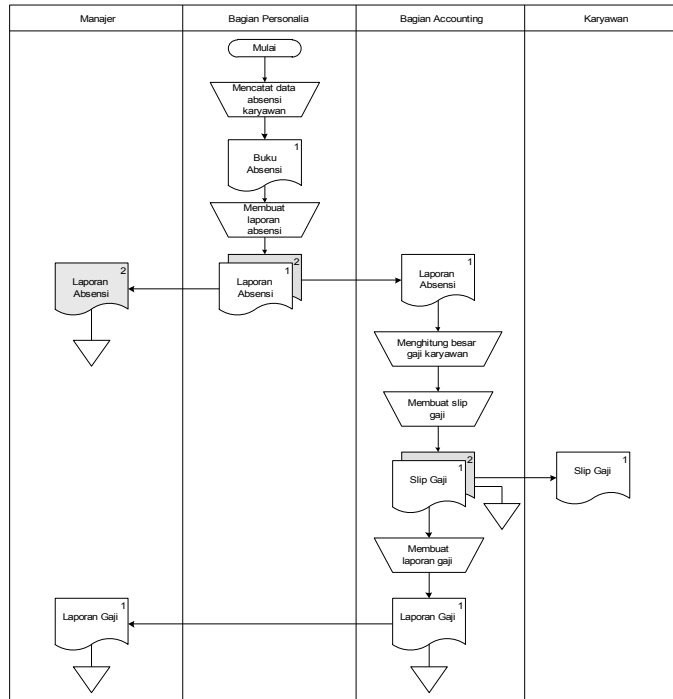 Manajer
Bagian Personalia
Bagian Accounting
Karyawan
Mulai
Mencatat data
absensi
karyawan
1
Buku
Absensi
Membuat
laporan
absensi
2
Laporan
Absensi
2
1
Laporan
Absensi
1
Laporan
Absensi
Menghitung besar
gaji karyawan
Membuat slip
gaji
2
1
Slip Gaji
1
Slip Gaji
Membuat
laporan gaji
1
Laporan Gaji
1
Laporan Gaji